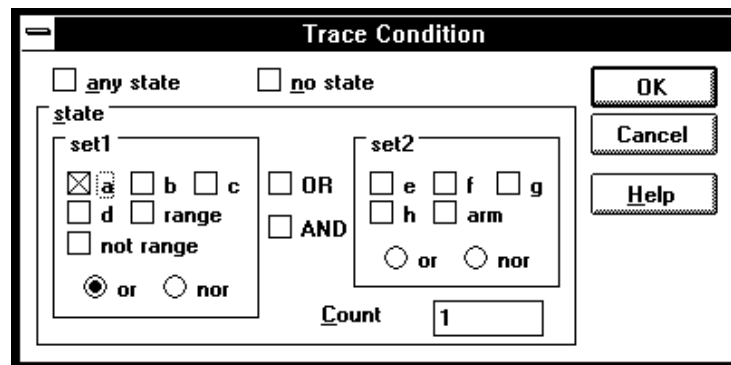 Trace Condition
any state no state
OK
state
set1 set2
Cancel
a b c OR e f g
Help
d range AND h arm
not range
or nor
or nor
Count 1